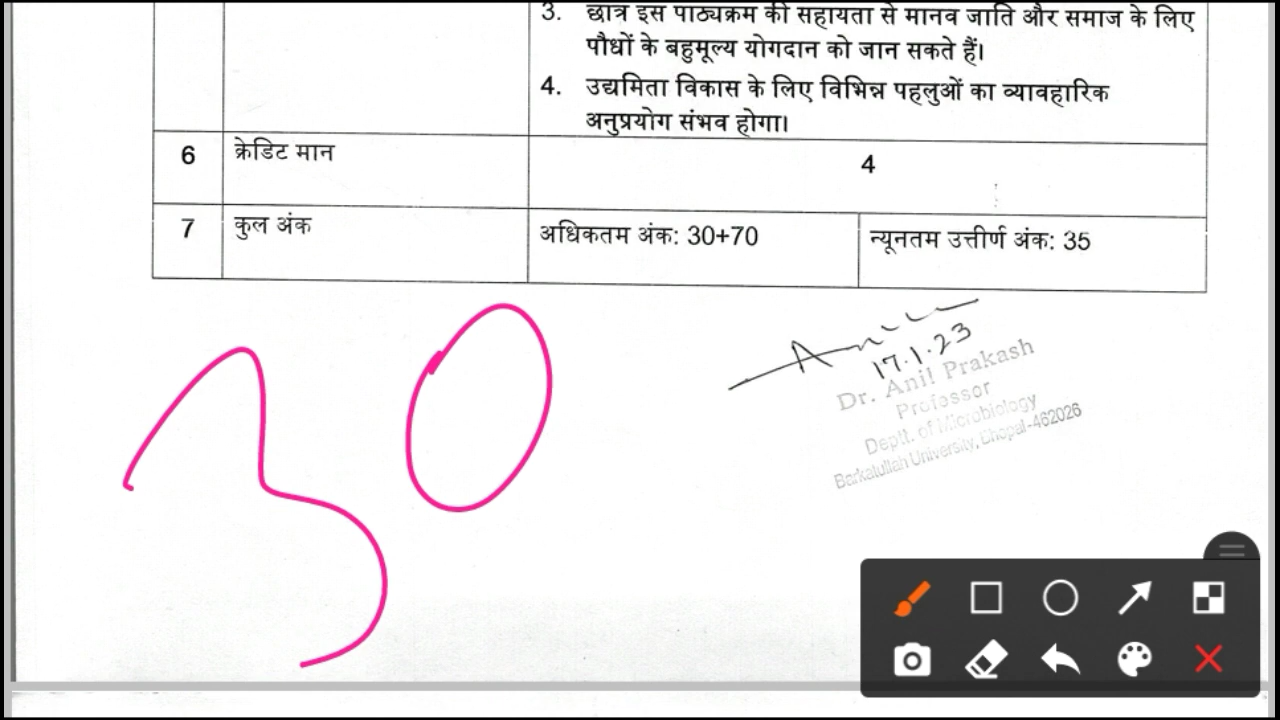 3. छात्र इस पाठ्यक्रम की सहायता से मानव जाति और समाज के लिए
पौधों के बहुमूल्य योगदान को जान सकते हैं।
4. उद्यमिता विकास के लिए विभिन्न पहलुओं का व्यावहारिक
अनुप्रयोग संभव होगा।
6 क्रेडिट मान 4
7 कुल अंक अधिकतम अंक: 30+70 न्यूनतम उत्तीर्ण अंक: 35
30
17.1.23
Dr. Anil Prakash
Professor
Deptt. of Microbiology
Barkatullah University, Bhopal-462026